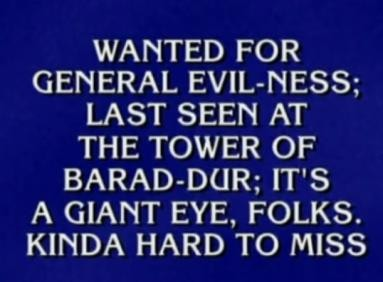 WANTED FOR
GENERAL EVIL-NESS;
LAST SEEN AT
THE TOWER OF
BARAD-DUR; IT'S
A GIANT EYE, FOLKS.
KINDA HARD TO MISS